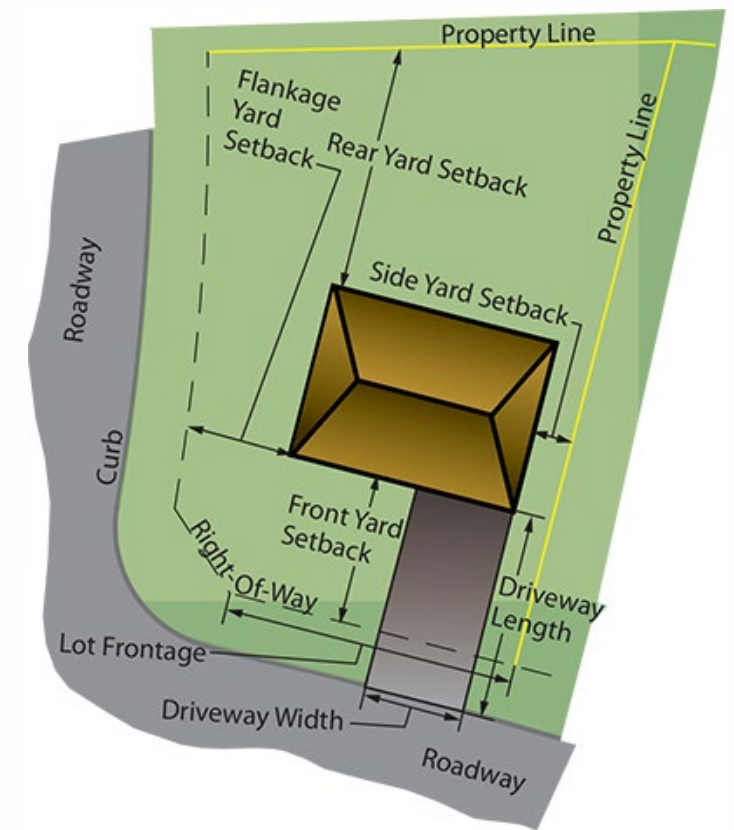 Property Line
Flankage
Yard
Setback
Rear Yard Setback
Property Line
Roadway
Side Yard Setback
Curb
Front Yard
Setback
Right-Of-Way
Driveway
Length
Lot Frontage
Driveway Width
Roadway